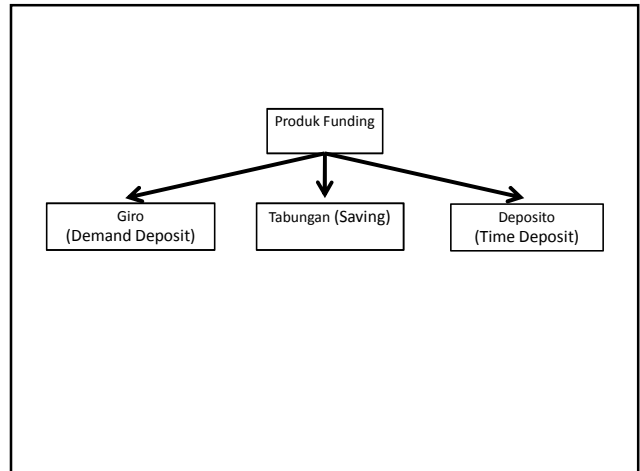 Produk Funding
Giro
(Demand Deposit)
Tabungan (Saving)
Deposito
(Time Deposit)